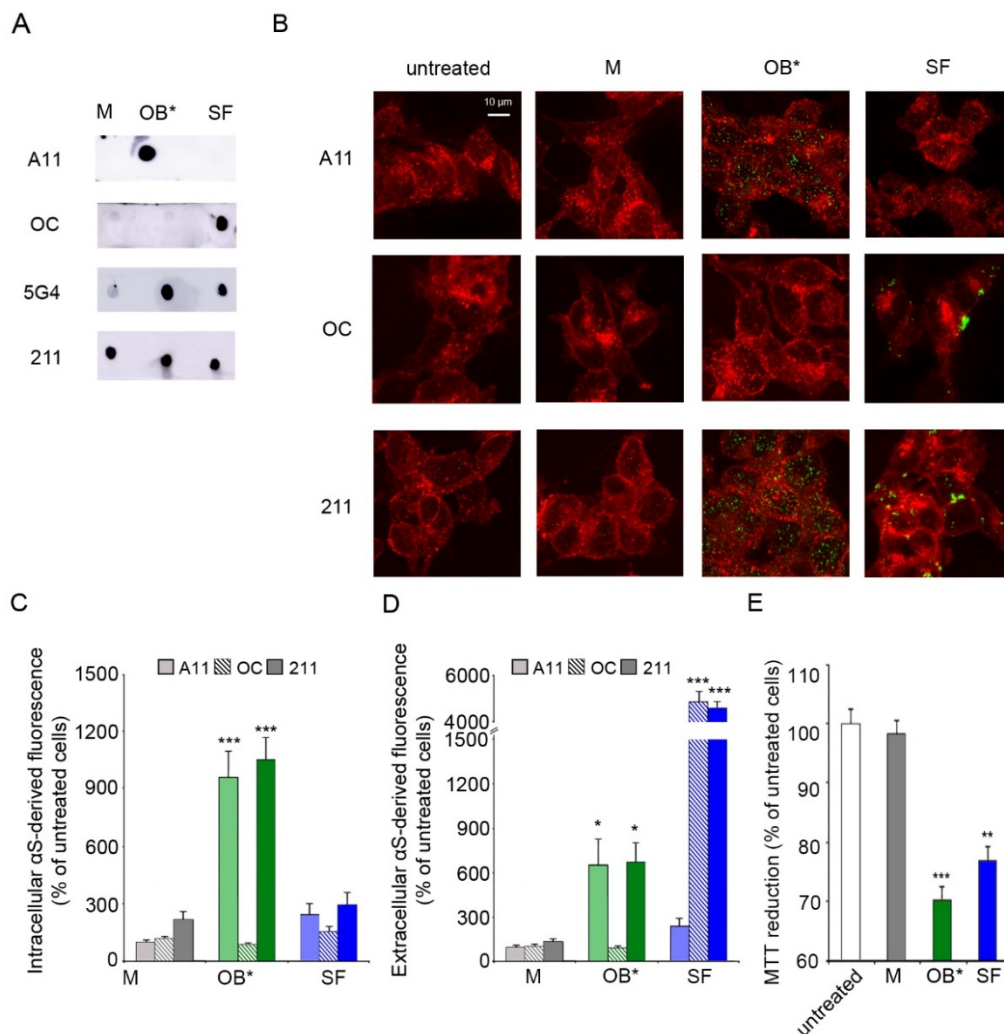 A
M OB* SF
A11
OC
5G4
211
B
untreated M OB* SF
10 µm
A11
OC
211
C
Intracellular αS-derived fluorescence
(% of untreated cells)
A11 OC 211
1500
1200
900
600
300
0
*** ***
M OB* SF
D
Extracellular αS-derived fluorescence
(% of untreated cells)
A11 OC 211
6000
4000
1500
1200
900
600
300
0
* *
*** ***
M OB* SF
E
MTT reduction (% of untreated cells)
110
100
90
80
70
60
***
**
untreated M OB* SF